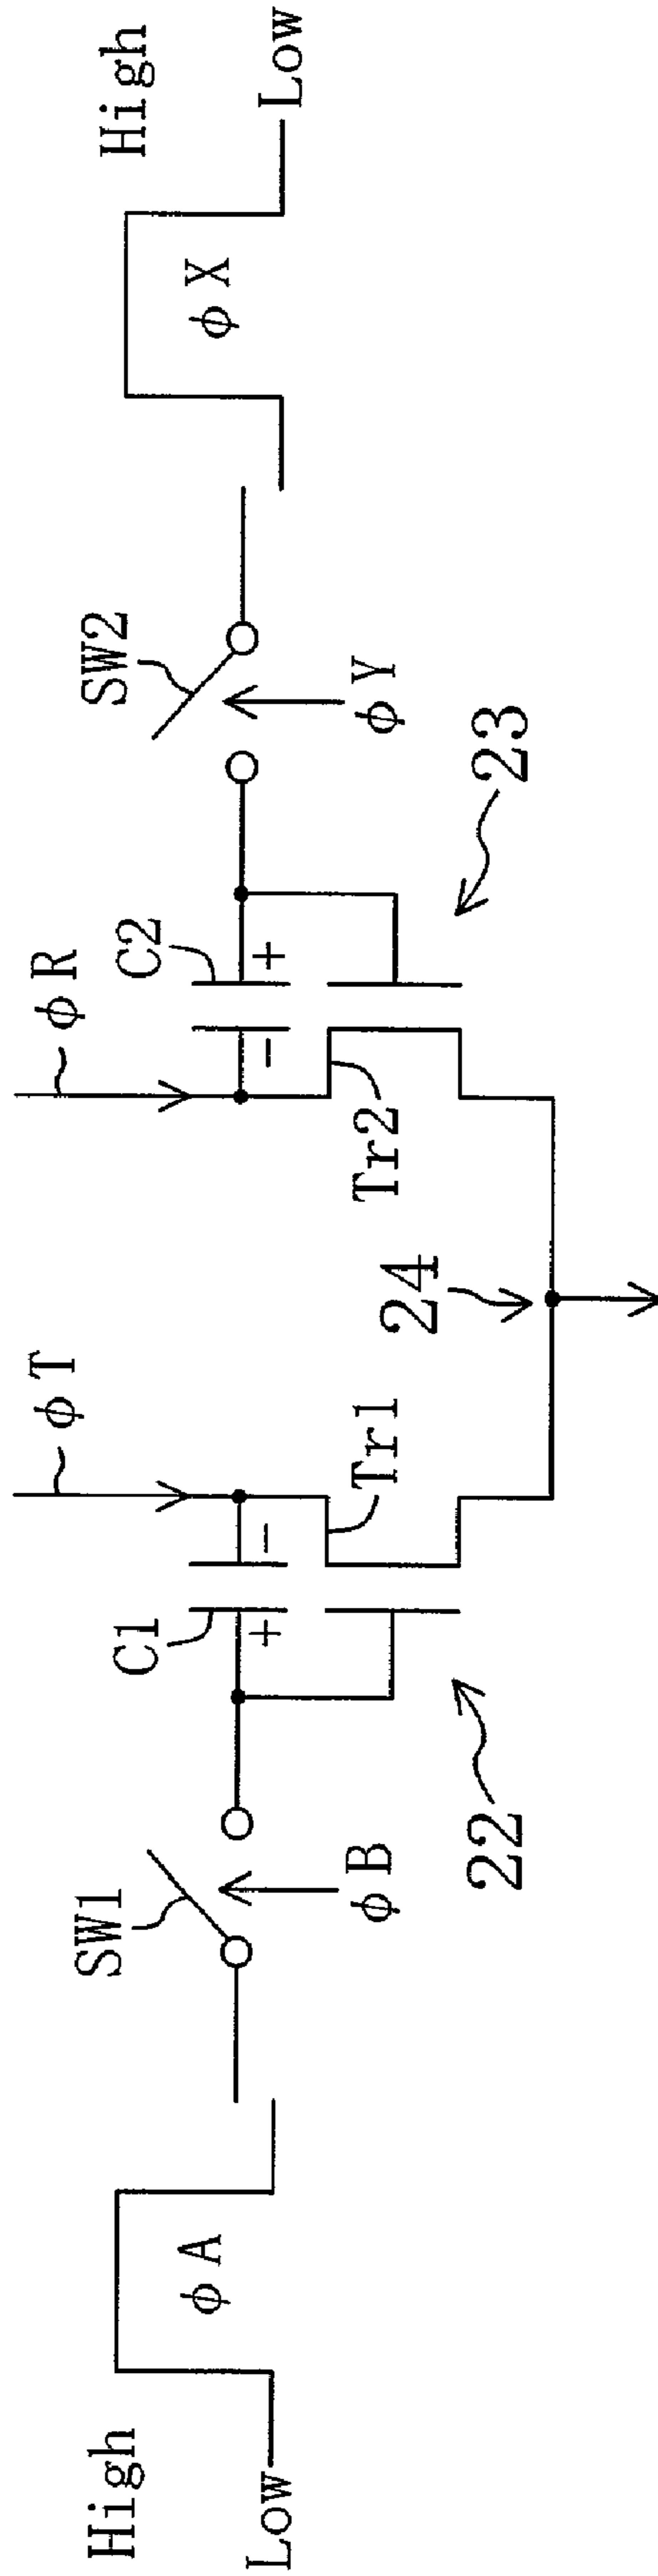 High
Low
φA
SW1
φB
C1
+
-
φT
Tr1
22
24
φR
C2
-
+
Tr2
23
SW2
φY
φX
High
Low